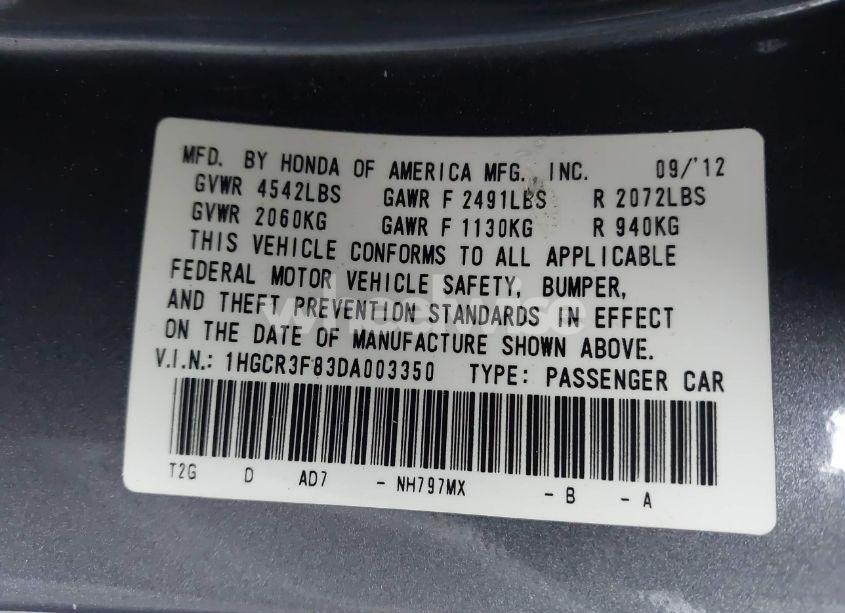 MFD. BY HONDA OF AMERICA MFG., INC. 09/'12
GVWR 4542LBS GAWR F 2491LBS R 2072LBS
GVWR 2060KG GAWR F 1130KG R 940KG
THIS VEHICLE CONFORMS TO ALL APPLICABLE
FEDERAL MOTOR VEHICLE SAFETY, BUMPER,
AND THEFT PREVENTION STANDARDS IN EFFECT
ON THE DATE OF MANUFACTURE SHOWN ABOVE.
V.I.N.: 1HGCR3F83DA003350 TYPE: PASSENGER CAR
T2G D AD7 - NH797MX - B - A
wheelwise